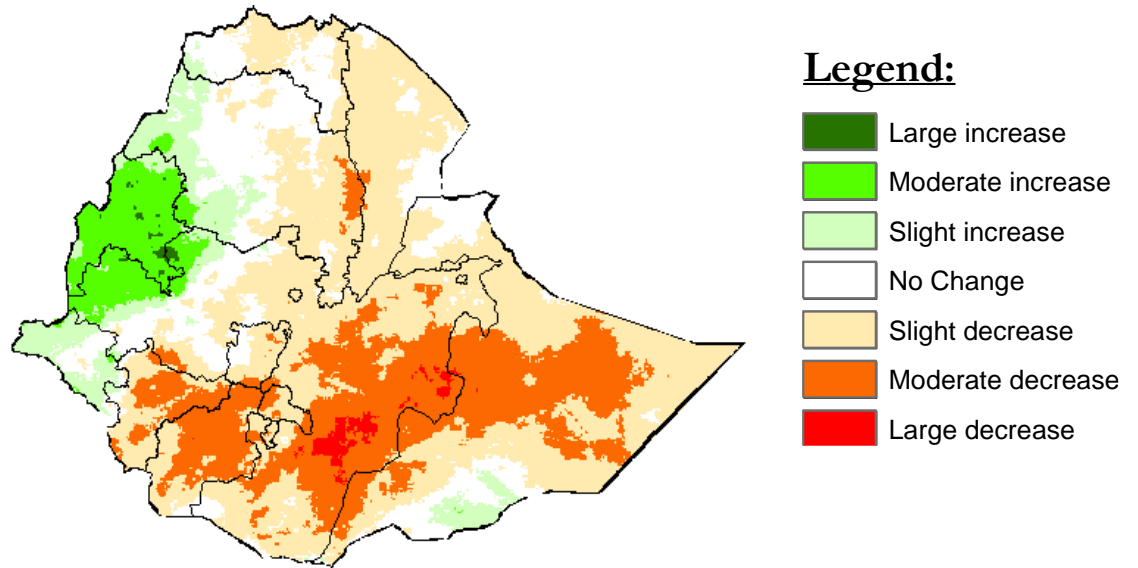 Legend:
Large increase
Moderate increase
Slight increase
No Change
Slight decrease
Moderate decrease
Large decrease